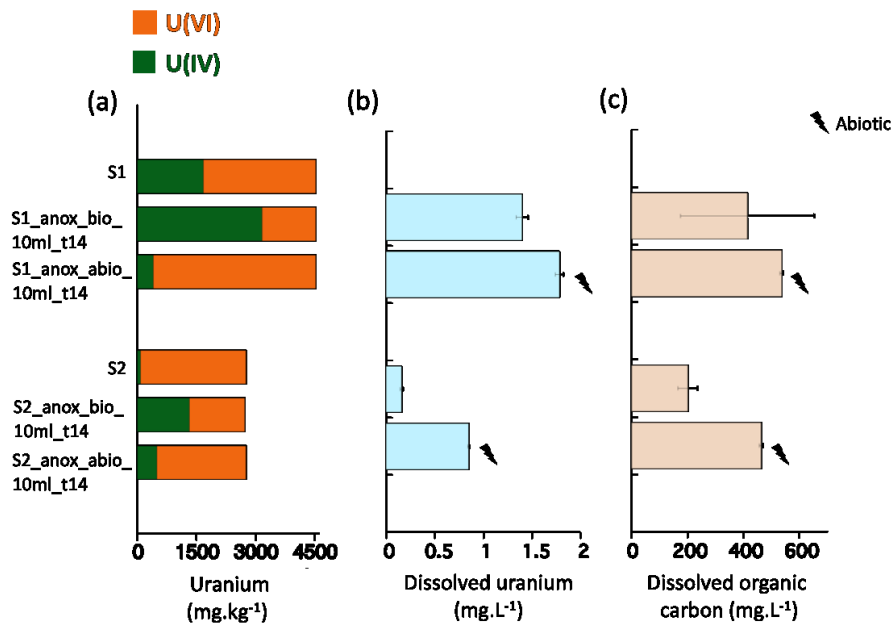 U(VI)
U(IV)
(a)
(b)
(c)
Abiotic
S1
S1_anox_bio_
10ml_t14
S1_anox_abio_
10ml_t14
S2
S2_anox_bio_
10ml_t14
S2_anox_abio_
10ml_t14
0 1500 3000 4500
0 0.5 1 1.5 2
0 200 400 600
Uranium
(mg.kg⁻¹)
Dissolved uranium
(mg.L⁻¹)
Dissolved organic
carbon (mg.L⁻¹)